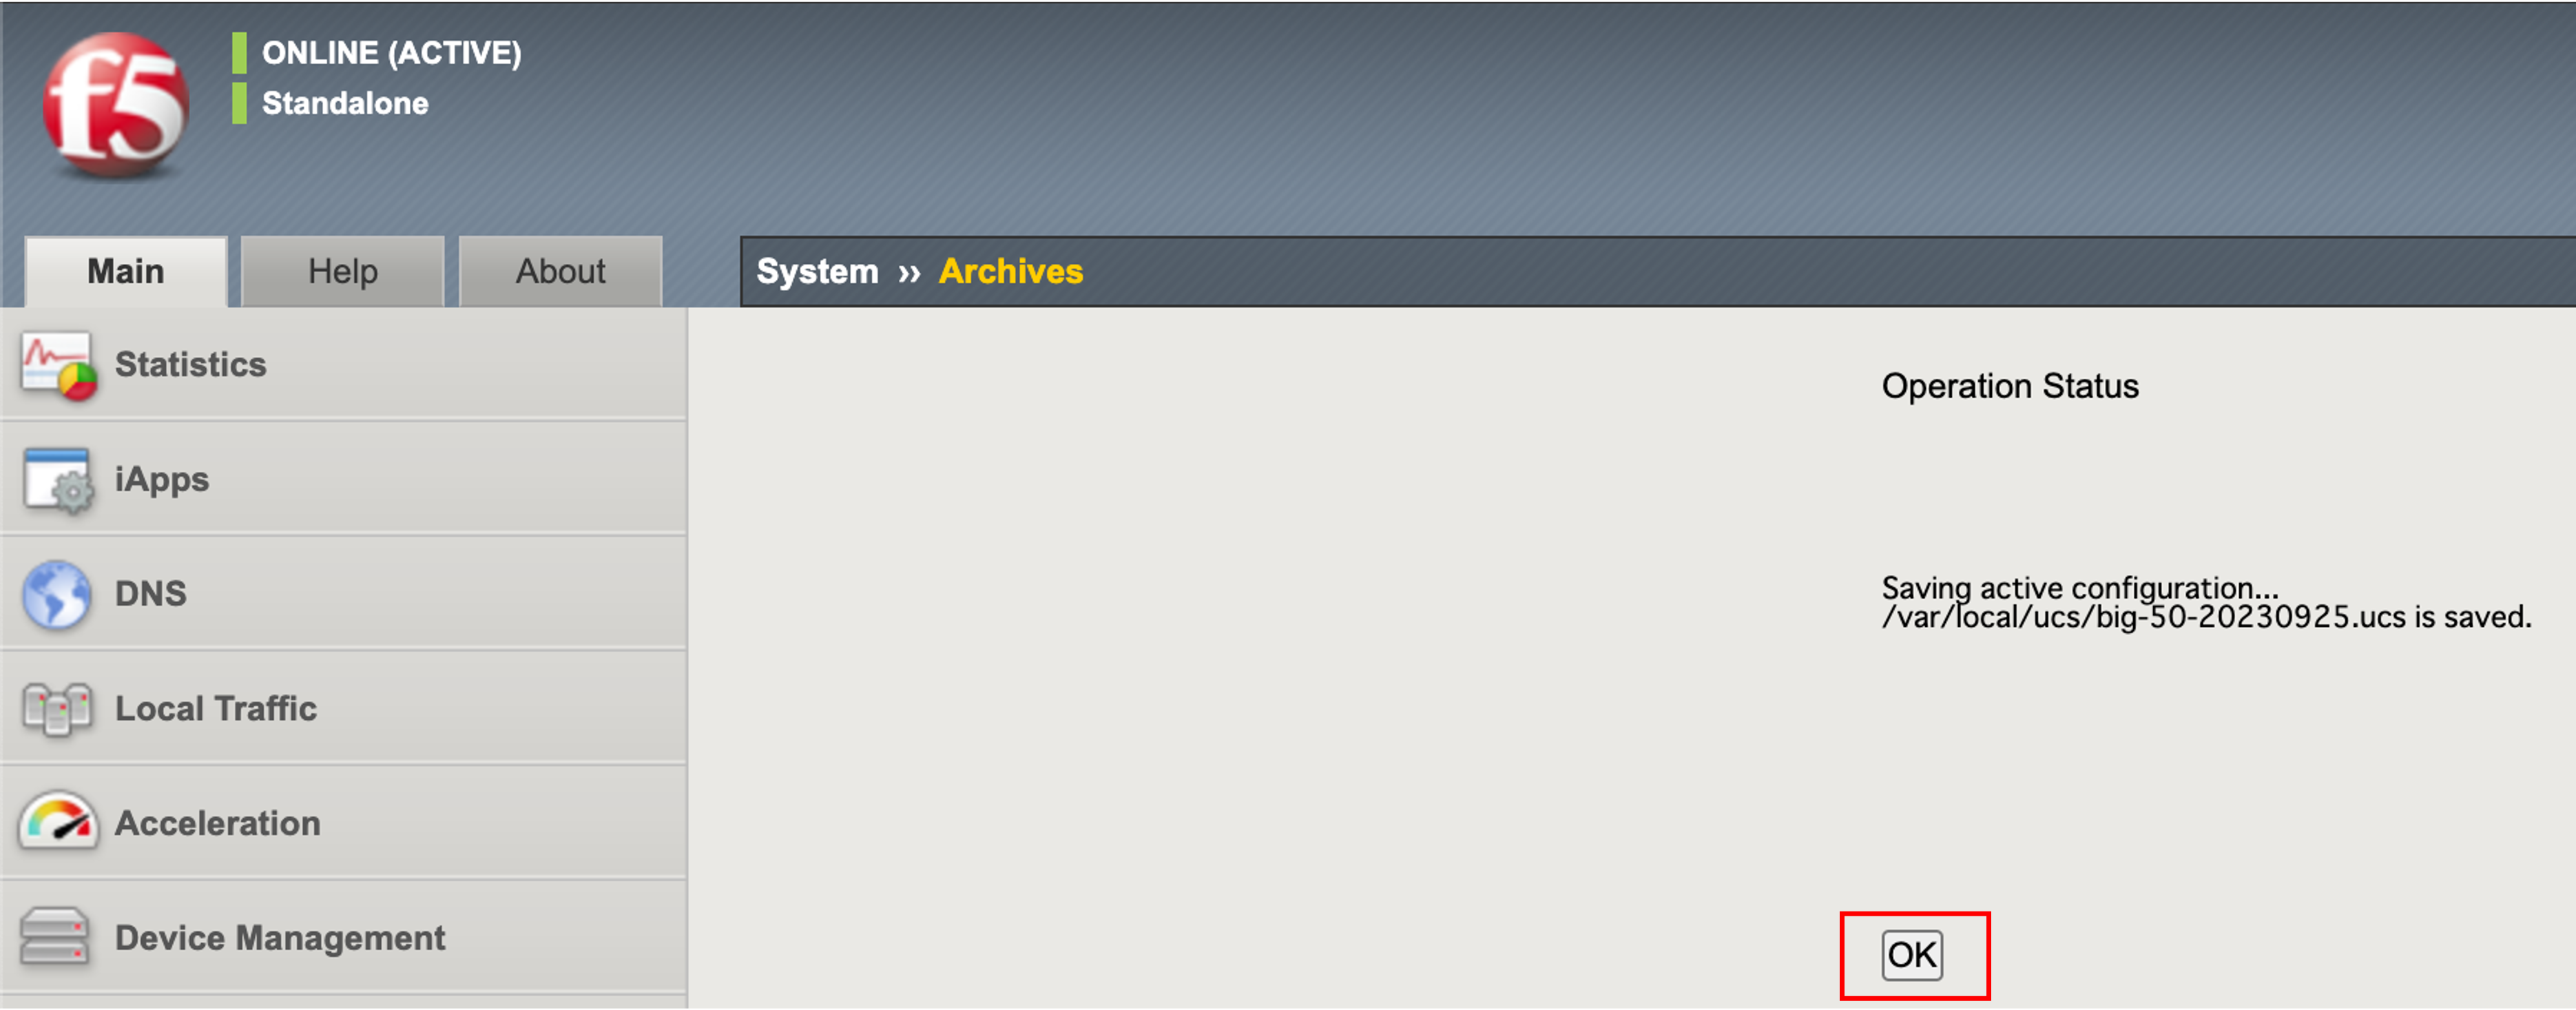 f5
ONLINE (ACTIVE)
Standalone
Main
Help
About
System ›› Archives
Statistics
iApps
DNS
Local Traffic
Acceleration
Device Management
Operation Status
Saving active configuration...
/var/local/ucs/big-50-20230925.ucs is saved.
OK